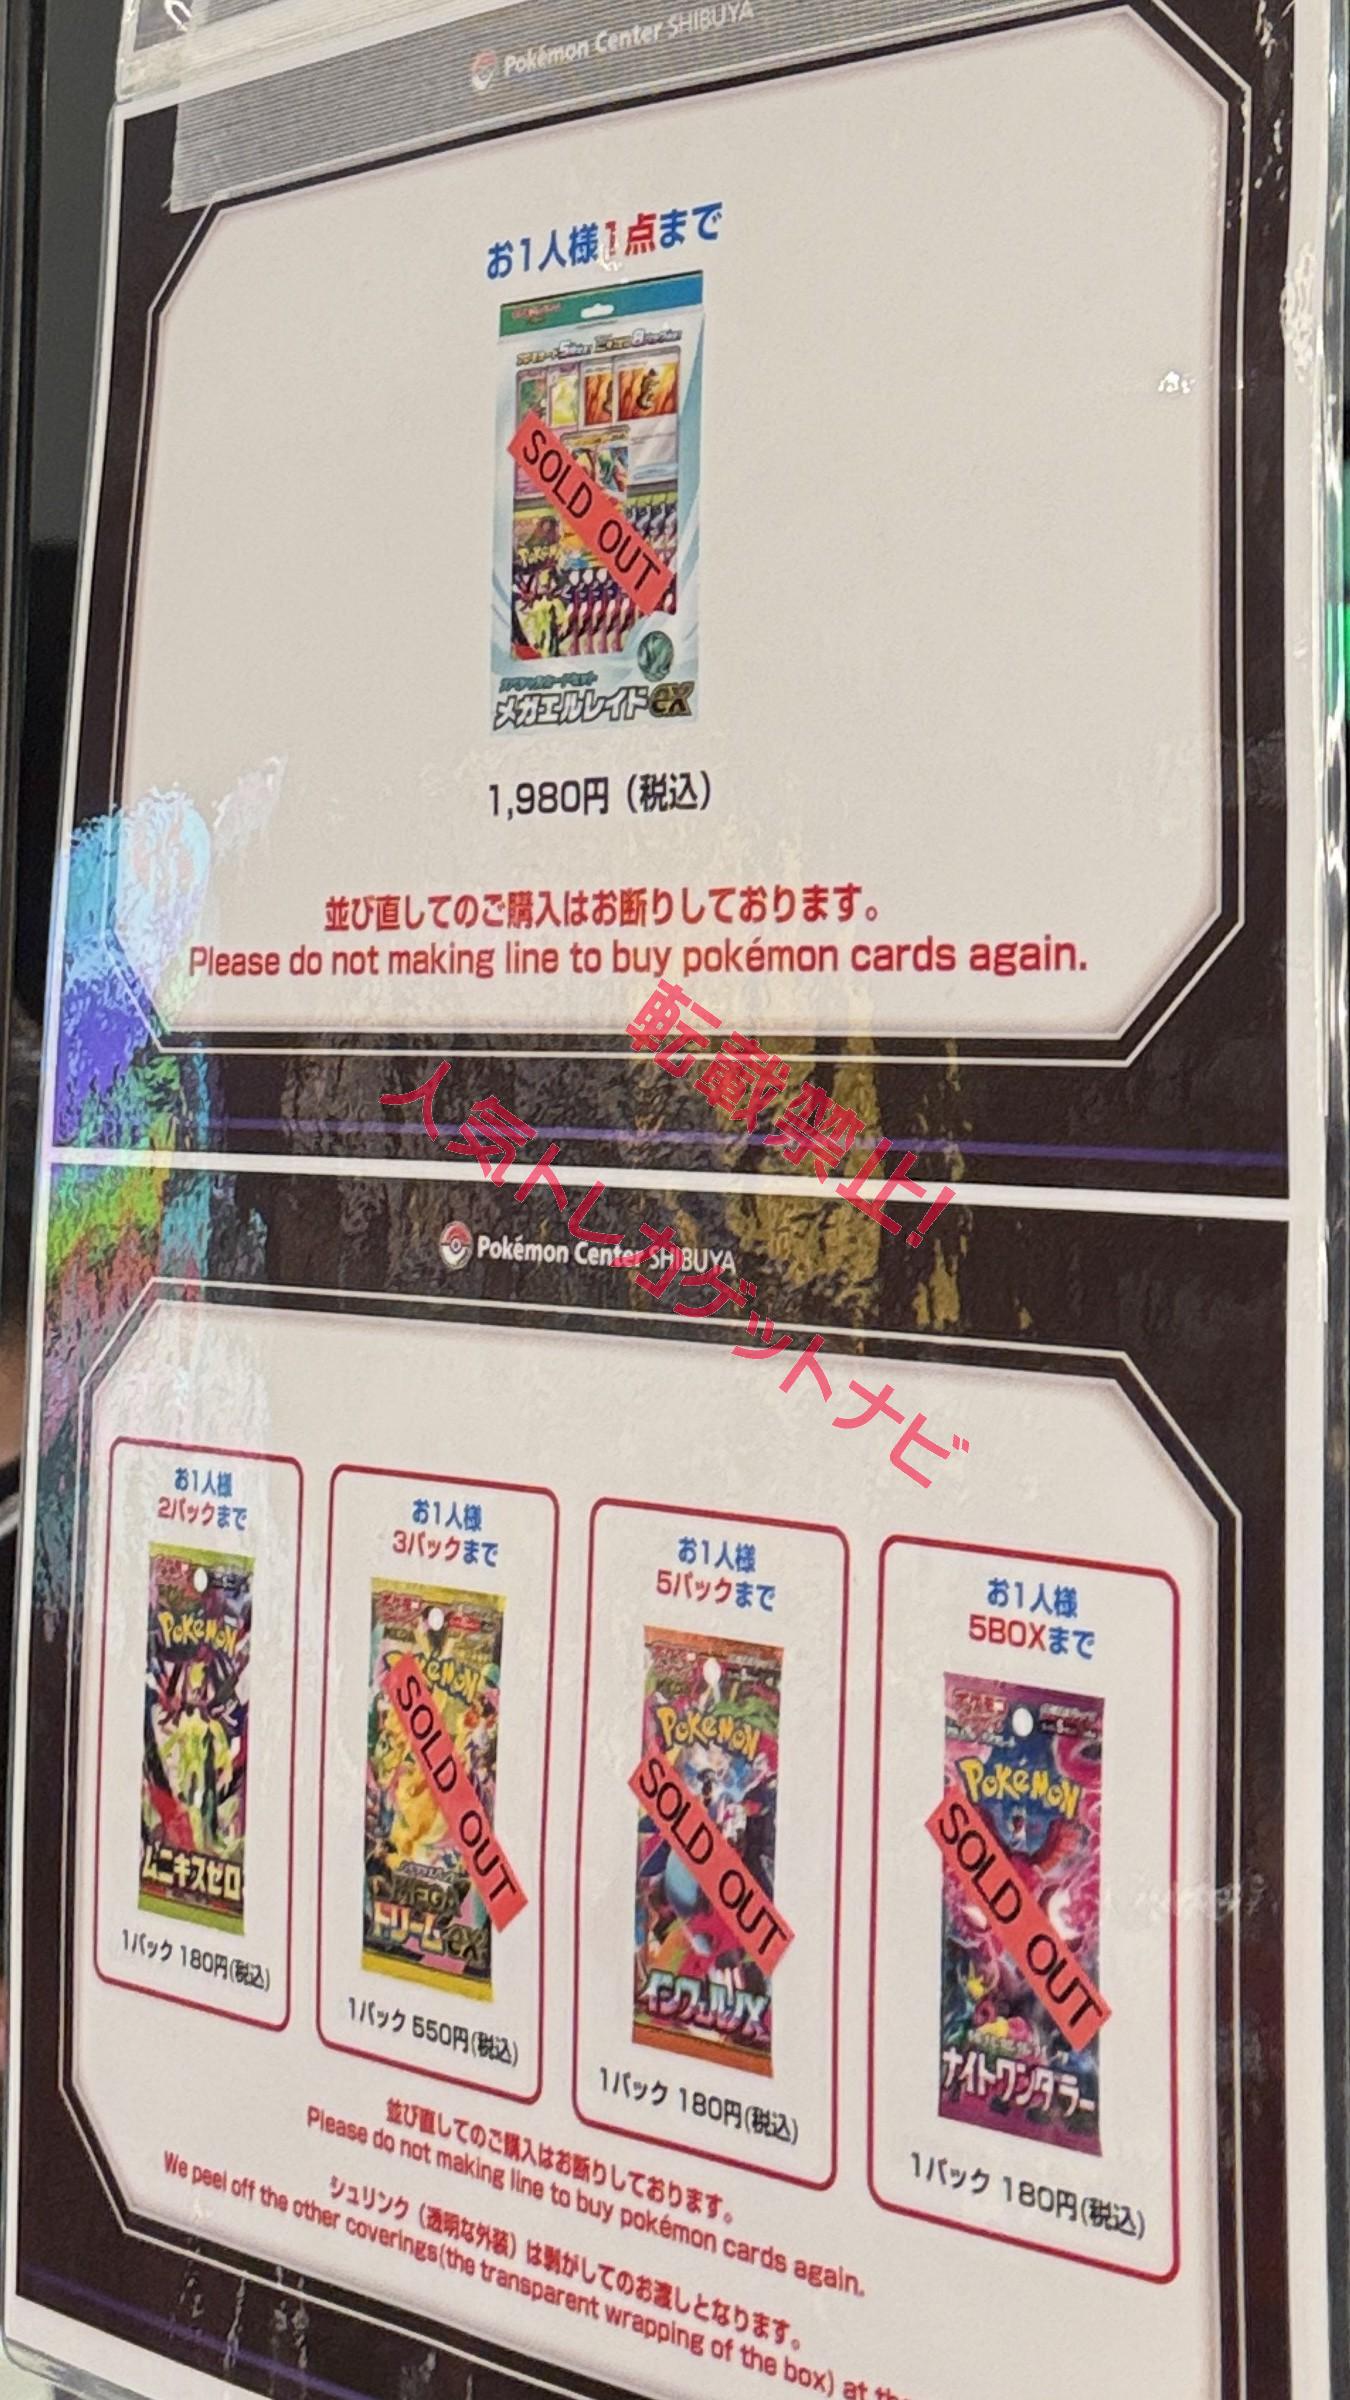 Pokémon Center SHIBUYA
お1人様1点まで
SOLD OUT
メガエルレイドex
1,980円（税込）
並び直してのご購入はお断りしております。
Please do not making line to buy pokémon cards again.
転載禁止!
人気トレカゲットナビ
Pokémon Center SHIBUYA
お1人様
2パックまで
Pokémon
ムニキスゼロ
1パック 180円(税込)
お1人様
3パックまで
Pokémon
SOLD OUT
MEGA
ドリームex
1パック 550円(税込)
お1人様
5パックまで
Pokémon
SOLD OUT
インフェルノX
1パック 180円(税込)
お1人様
5BOXまで
Pokémon
SOLD OUT
ナイトワンダラー
1パック 180円(税込)
並び直してのご購入はお断りしております。
Please do not making line to buy pokémon cards again.
シュリンク（透明な外装）は剥がしてのお渡しとなります。
We peel off the other coverings(the transparent wrapping of the box) at